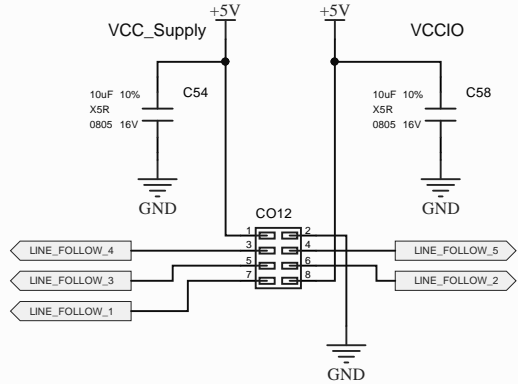 +5V
+5V
VCC_Supply
VCCIO
10uF 10%
X5R
0805 16V
C54
10uF 10%
X5R
0805 16V
C58
GND
GND
CO12
1
2
3
4
5
6
7
8
LINE_FOLLOW_4
LINE_FOLLOW_5
LINE_FOLLOW_3
LINE_FOLLOW_2
LINE_FOLLOW_1
GND